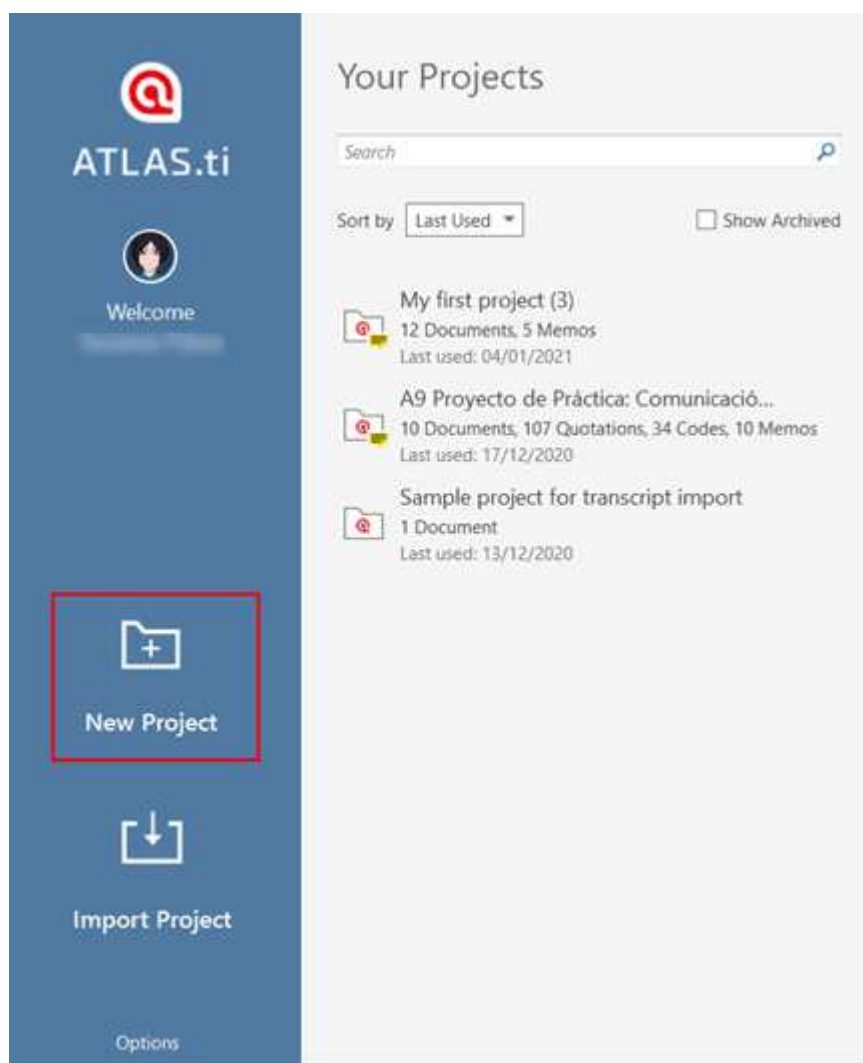 ATLAS.ti
Welcome
New Project
Import Project
Options
Your Projects
Search
Sort by Last Used Show Archived
My first project (3)
12 Documents, 5 Memos
Last used: 04/01/2021
A9 Proyecto de Práctica: Comunicació...
10 Documents, 107 Quotations, 34 Codes, 10 Memos
Last used: 17/12/2020
Sample project for transcript import
1 Document
Last used: 13/12/2020